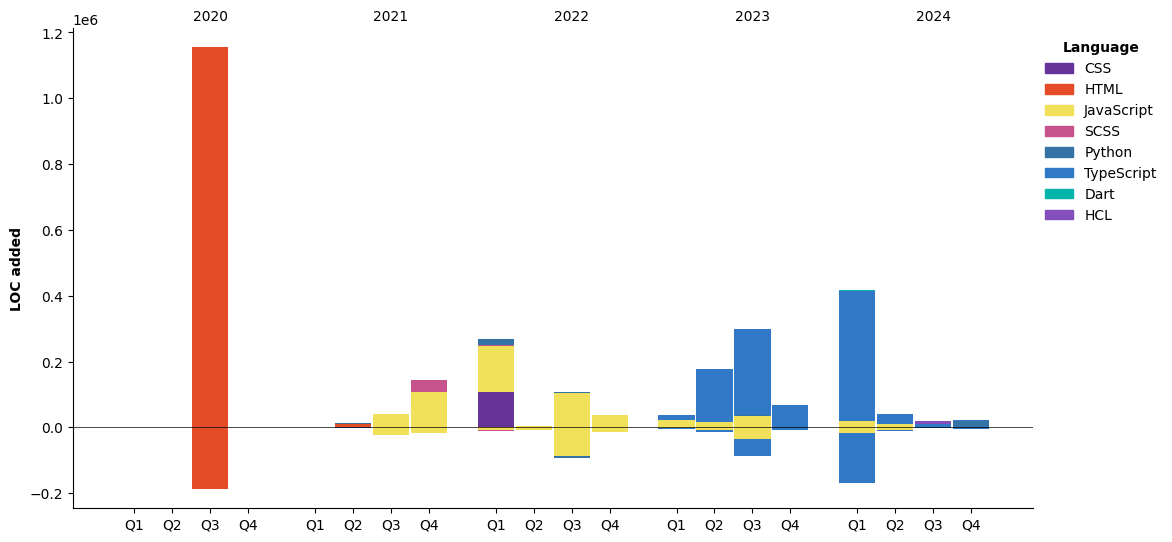 2020 2021 2022 2023 2024
1e6
1.2
1.0
0.8
0.6
0.4
0.2
0.0
−0.2
LOC added
Q1 Q2 Q3 Q4 Q1 Q2 Q3 Q4 Q1 Q2 Q3 Q4 Q1 Q2 Q3 Q4 Q1 Q2 Q3 Q4
Language
CSS
HTML
JavaScript
SCSS
Python
TypeScript
Dart
HCL